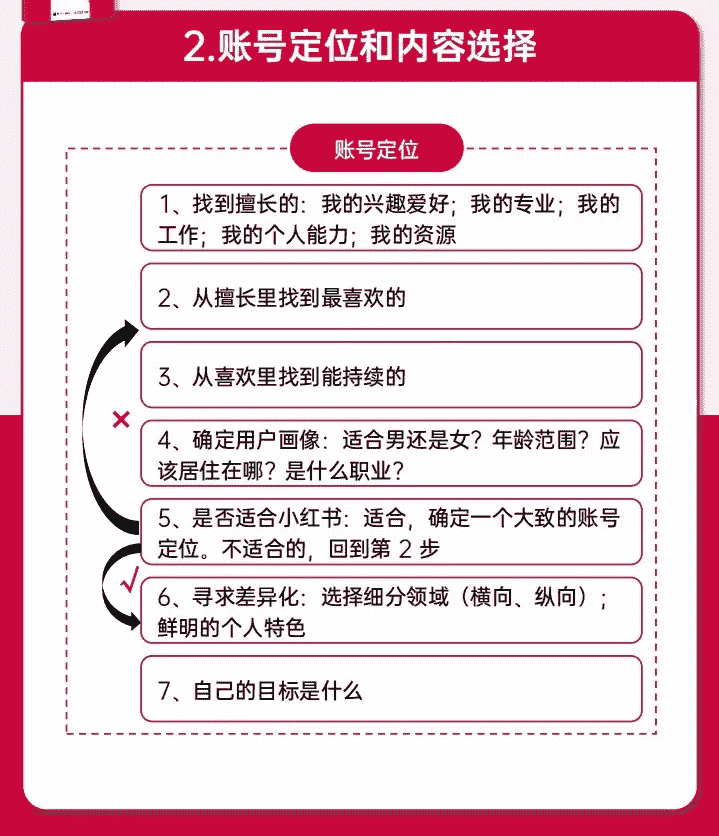 2.账号定位和内容选择
账号定位
1、找到擅长的：我的兴趣爱好；我的专业；我的
工作；我的个人能力；我的资源
2、从擅长里找到最喜欢的
3、从喜欢里找到能持续的
4、确定用户画像：适合男还是女？年龄范围？应
该居住在哪？是什么职业？
5、是否适合小红书：适合，确定一个大致的账号
定位。不适合的，回到第 2 步
6、寻求差异化：选择细分领域（横向、纵向）；
鲜明的个人特色
7、自己的目标是什么